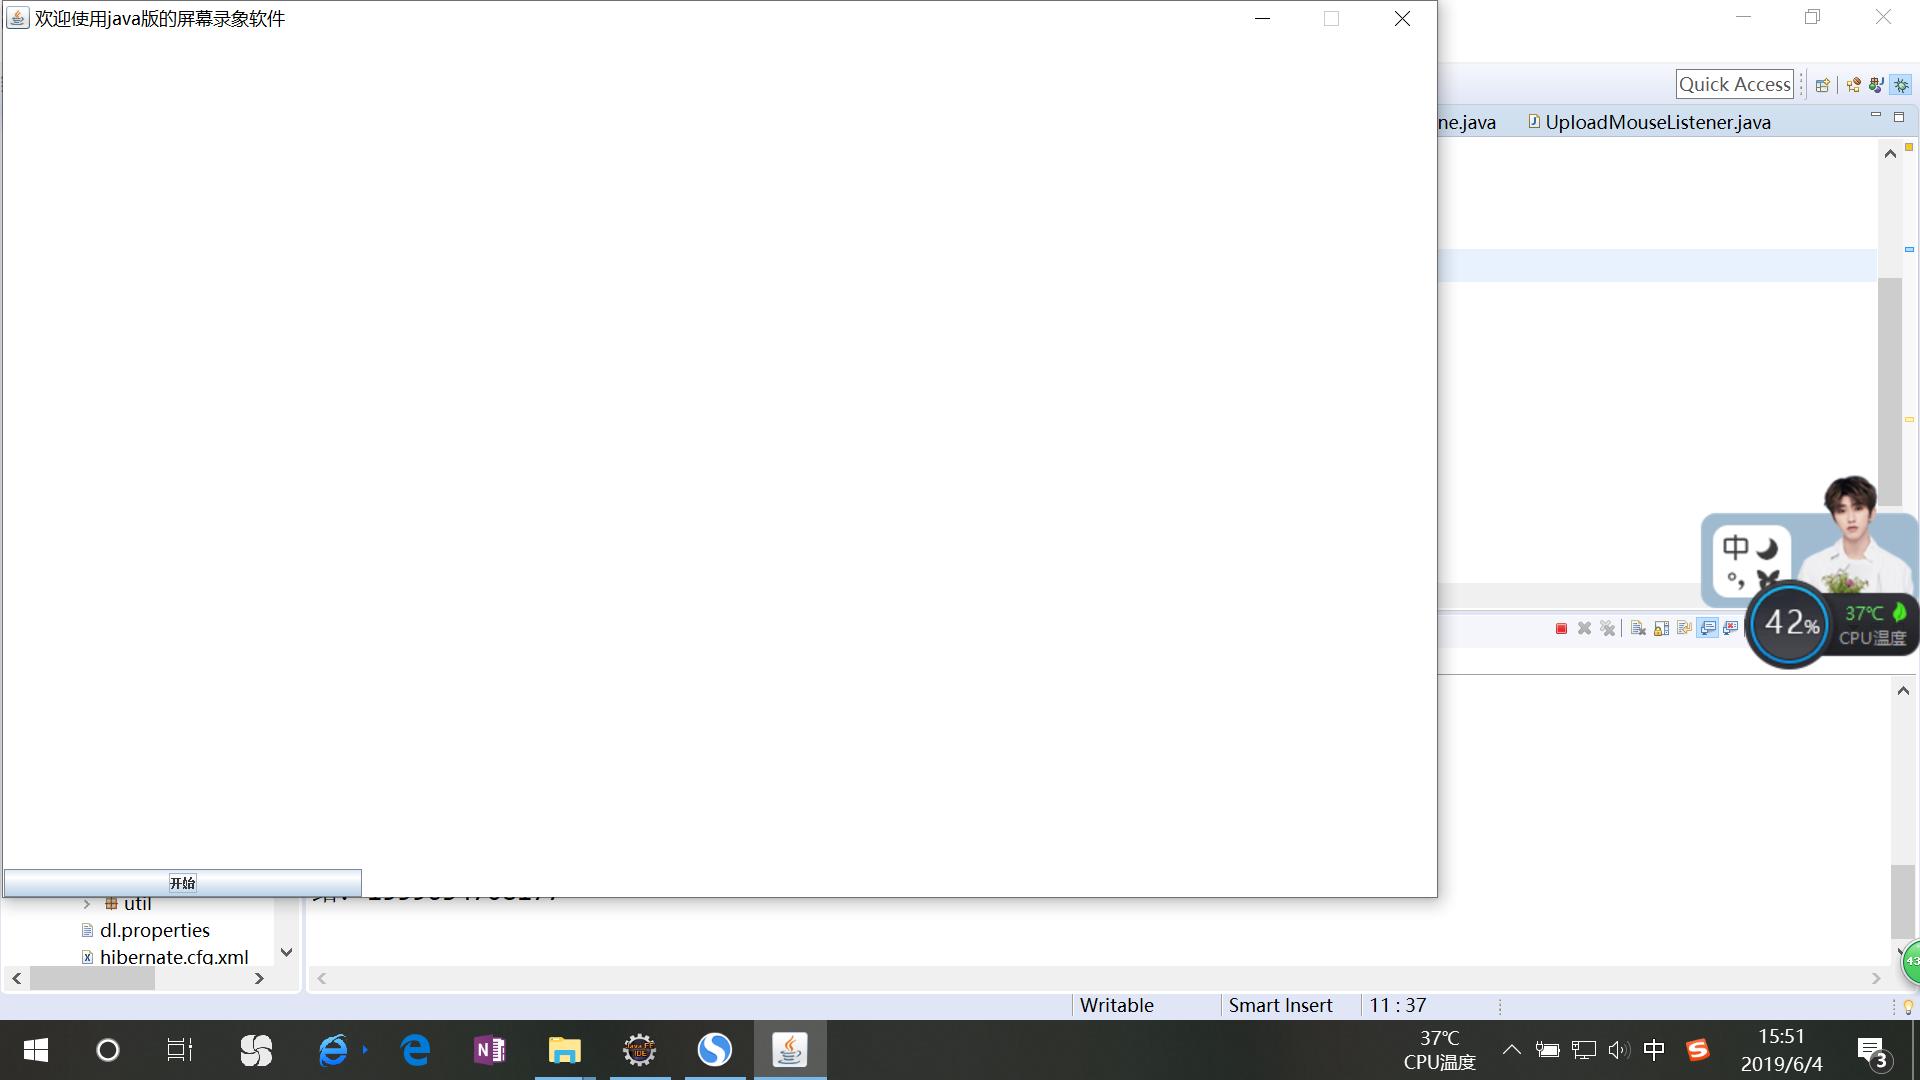 欢迎使用java版的屏幕录象软件
Quick Access
ne.java
UploadMouseListener.java
中
42%
37℃
CPU温度
开始
util
dl.properties
hibernate.cfg.xml
43
Writable
Smart Insert
11 : 37
37℃
CPU温度
中
15:51
2019/6/4
3